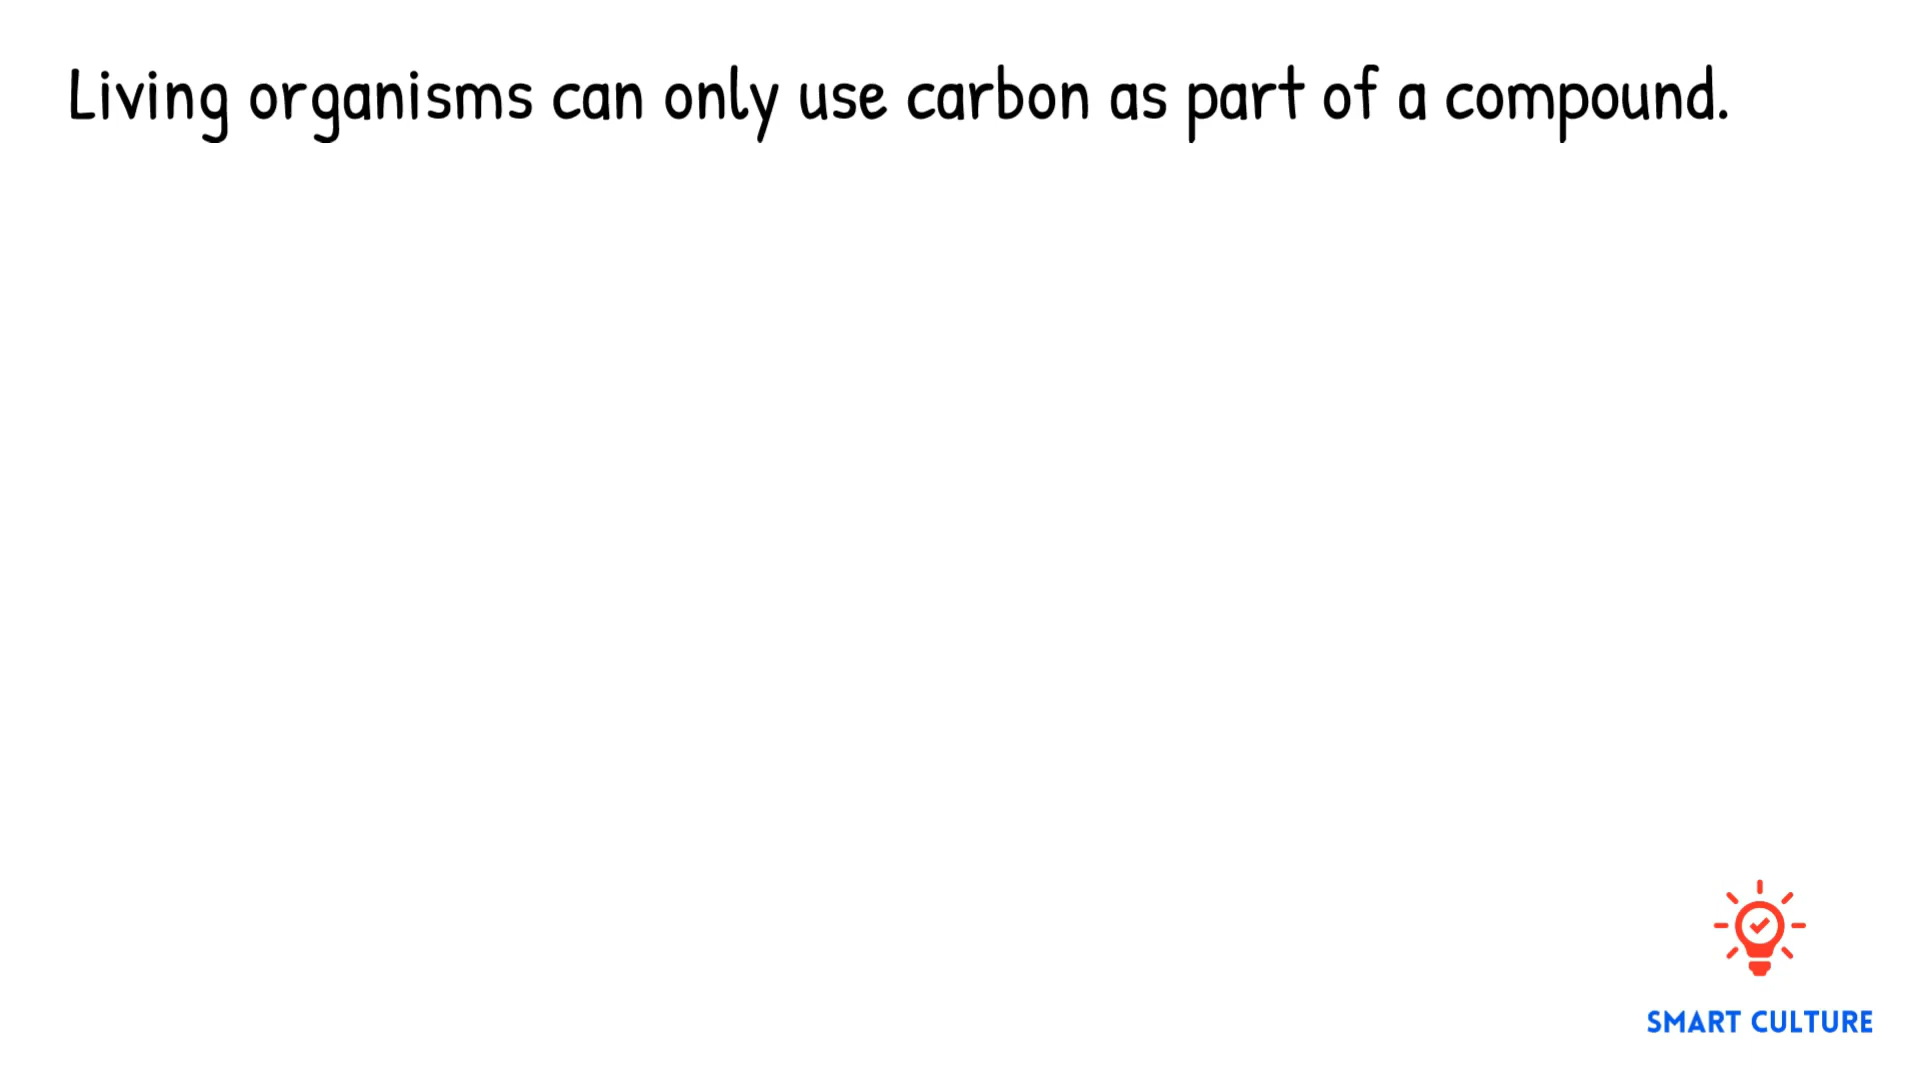 Living organisms can only use carbon as part of a compound.
SMART CULTURE